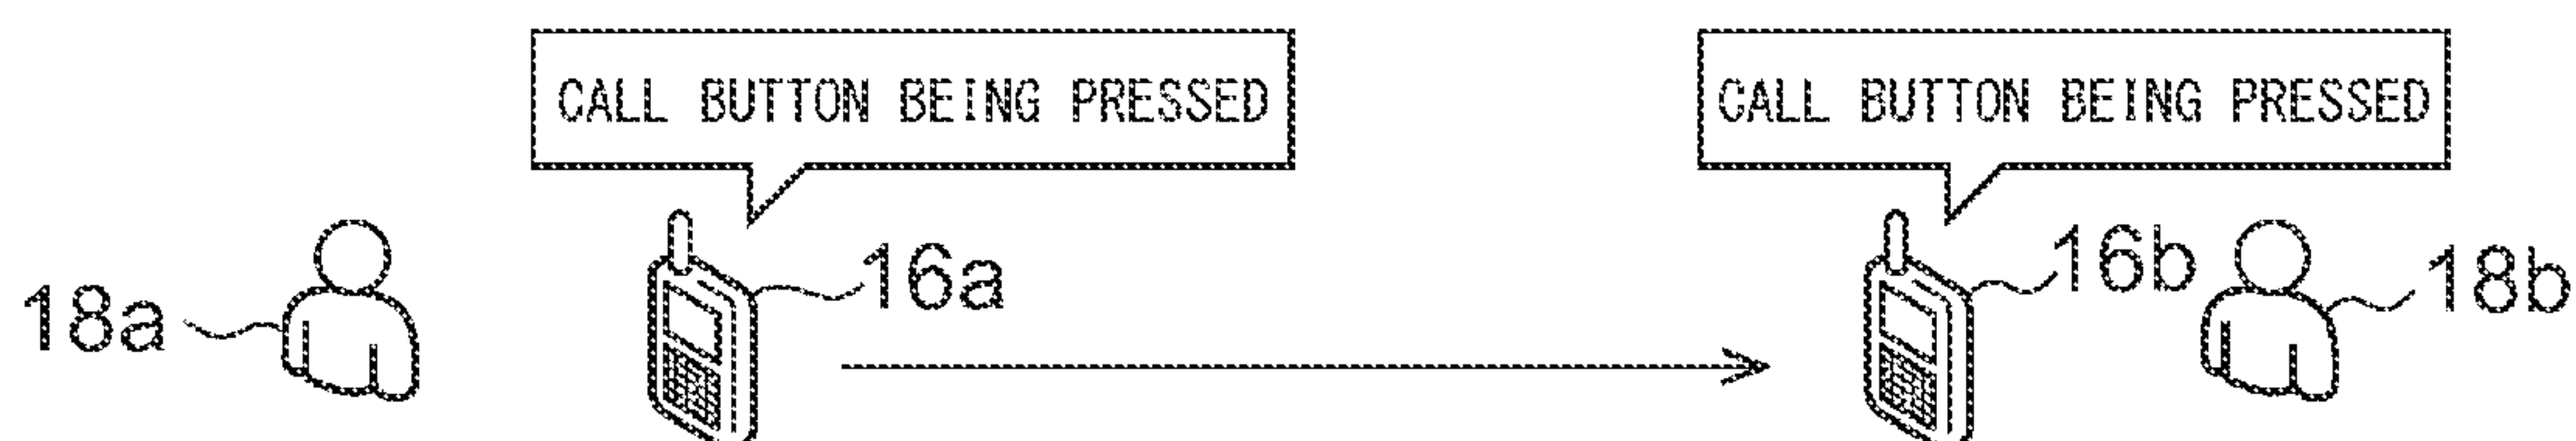 CALL BUTTON BEING PRESSED
CALL BUTTON BEING PRESSED
18a
16a
16b
18b